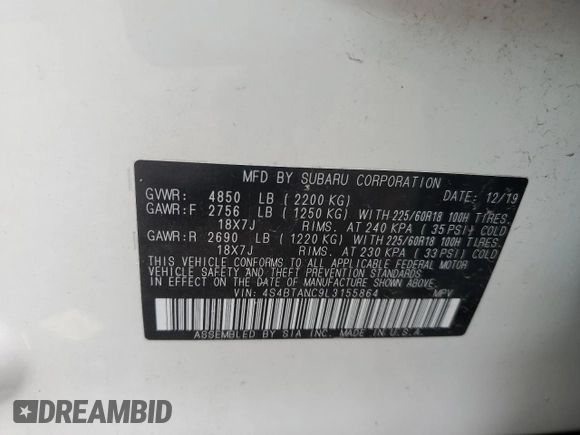 MFD BY SUBARU CORPORATION
GVWR: 4850 LB (2200 KG) DATE: 12/19
GAWR:F 2756 LB (1250 KG) WITH 225/60R18 100H TIRES.
18X7J RIMS. AT 240 KPA (35 PSI) COLD
GAWR:R 2690 LB (1220 KG) WITH 225/60R18 100H TIRES.
18X7J RIMS. AT 230 KPA (33 PSI) COLD
THIS VEHICLE CONFORMS TO ALL APPLICABLE FEDERAL MOTOR
VEHICLE SAFETY, BUMPER, AND THEFT PREVENTION STANDARDS
IN EFFECT ON THE DATE OF MANUFACTURE SHOWN ABOVE.
VIN: 4S4BTANC9L3155864 MPV
ASSEMBLED BY SIA INC. MADE IN U.S.A.
DREAMBID